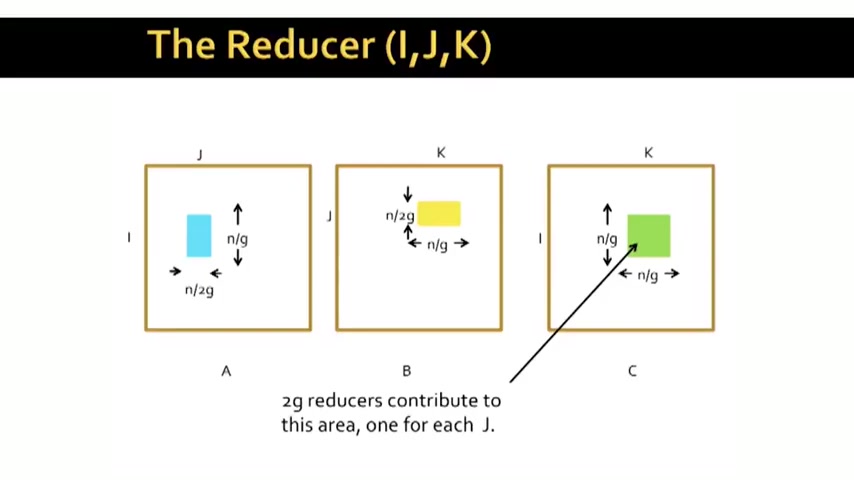 The Reducer (I,J,K)
J
K
K
I
n/g
n/2g
J
n/2g
n/g
I
n/g
n/g
A
B
C
2g reducers contribute to
this area, one for each J.